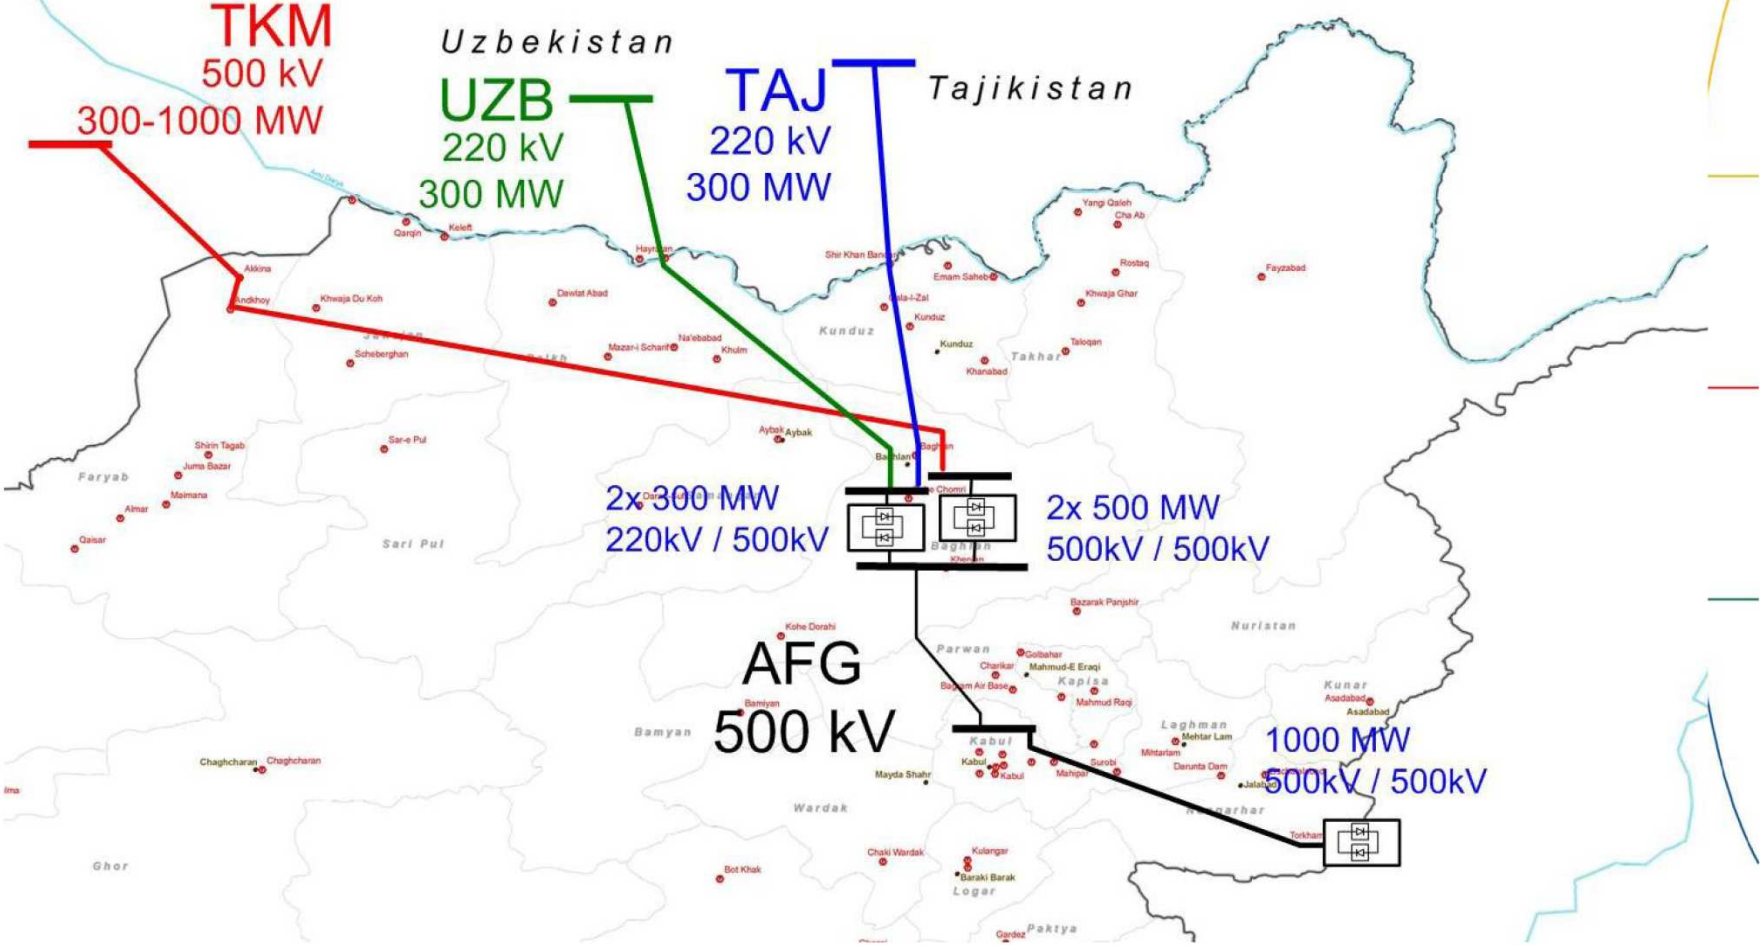 TKM
500 kV
300-1000 MW
Uzbekistan
UZB
220 kV
300 MW
TAJ
220 kV
300 MW
Tajikistan
Amu Darya
Qarqin
Keleft
Yangi Qaleh
Cha Ab
Shir Khan
Akkina
Emam Saheb
Rostaq
Fayzabad
Andkhoy
Khwaja Du Koh
Dawlat Abad
Khwaja Ghar
Kunduz
Kunduz
Kunduz
Mazar-i Scharif
Na'ebabad
Khulm
Scheberghan
Khanabad
Takhar
Taloqan
Aybak
Aybak
Sar-e Pul
Shirin Tagab
Juma Bazar
Faryab
Maimana
Almar
Qaisar
Sari Pul
2x 300 MW
220kV / 500kV
2x 500 MW
500kV / 500kV
Baghlan
Bazarak Panjshir
Nuristan
Kohe Dorahi
Parwan
Golbahar
Charikar
Mahmud-E Eraqi
Bagram Air Base
Kapisa
Mahmud Raqi
Kunar
Asadabad
Asadabad
AFG
500 kV
Bamiyan
Bamyan
Laghman
Mehtar Lam
Mihtarlam
Kabul
Kabul
Kabul
Mahipar
Surobi
Darunta Dam
1000 MW
500kV / 500kV
Chaghcharan
Chaghcharan
Mayda Shahr
Wardak
Torkham
Ghor
Chaki Wardak
Kulangar
Bot Khak
Baraki Barak
Logar
Gardez
Paktya